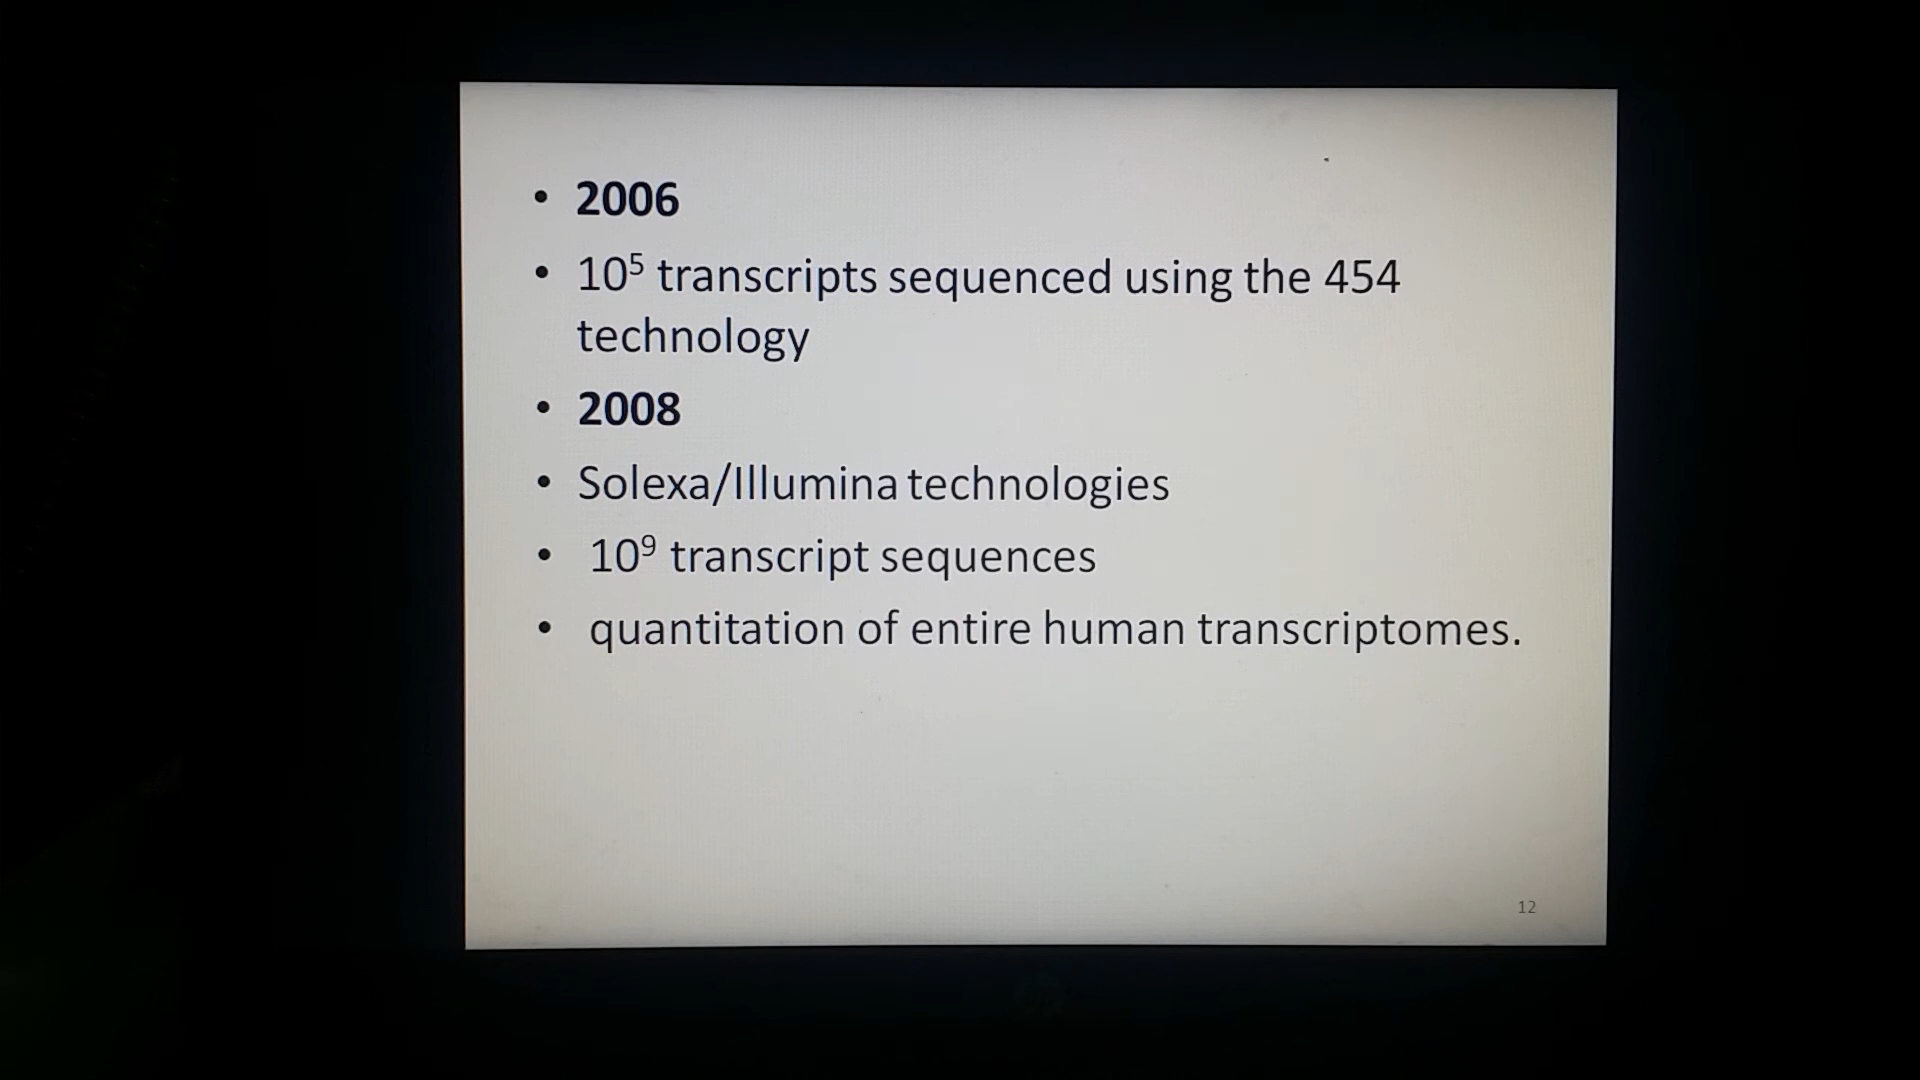 • 2006
• 10⁵ transcripts sequenced using the 454
technology
• 2008
• Solexa/Illumina technologies
• 10⁹ transcript sequences
• quantitation of entire human transcriptomes.
12